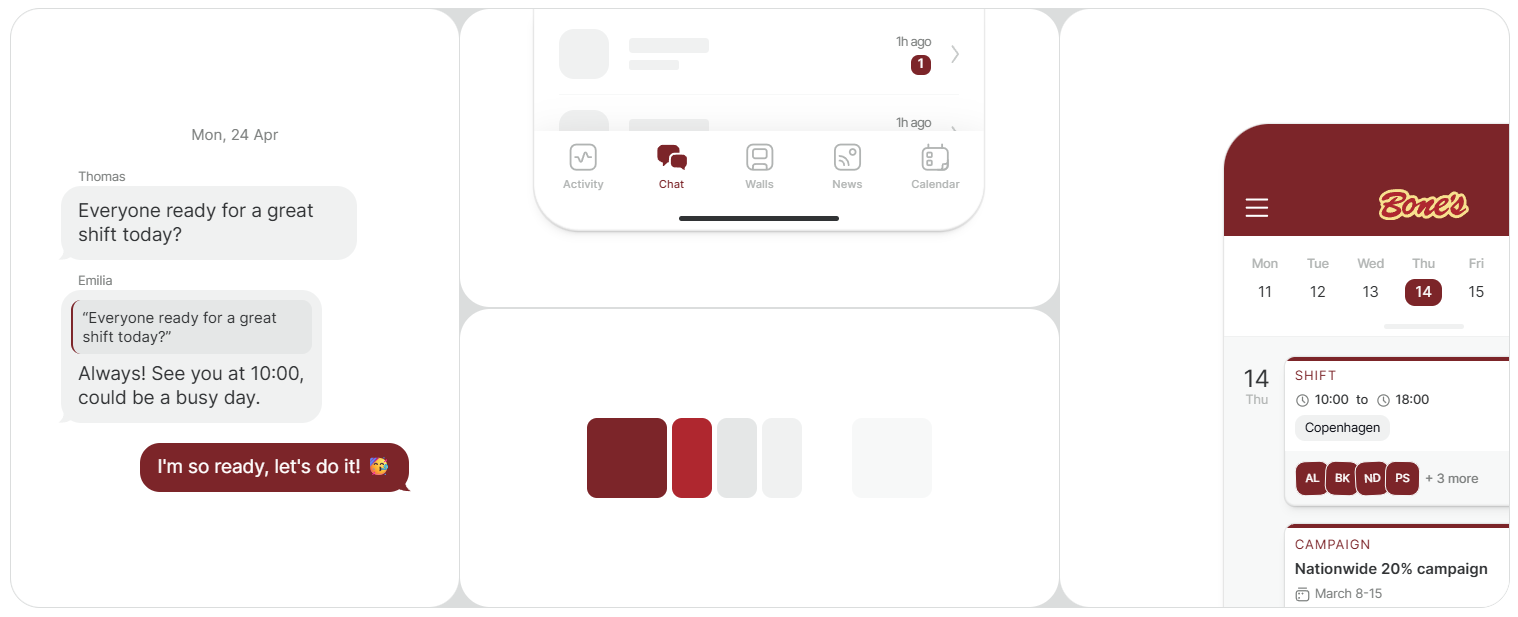 Mon, 24 Apr
Thomas
Everyone ready for a great
shift today?
Emilia
“Everyone ready for a great
shift today?”
Always! See you at 10:00,
could be a busy day.
I'm so ready, let's do it! 🥳
1h ago
1
1h ago
Activity Chat Walls News Calendar
Bone's
Mon Tue Wed Thu Fri
11 12 13 14 15
14
Thu
SHIFT
10:00 to 18:00
Copenhagen
AL BK ND PS + 3 more
CAMPAIGN
Nationwide 20% campaign
March 8-15